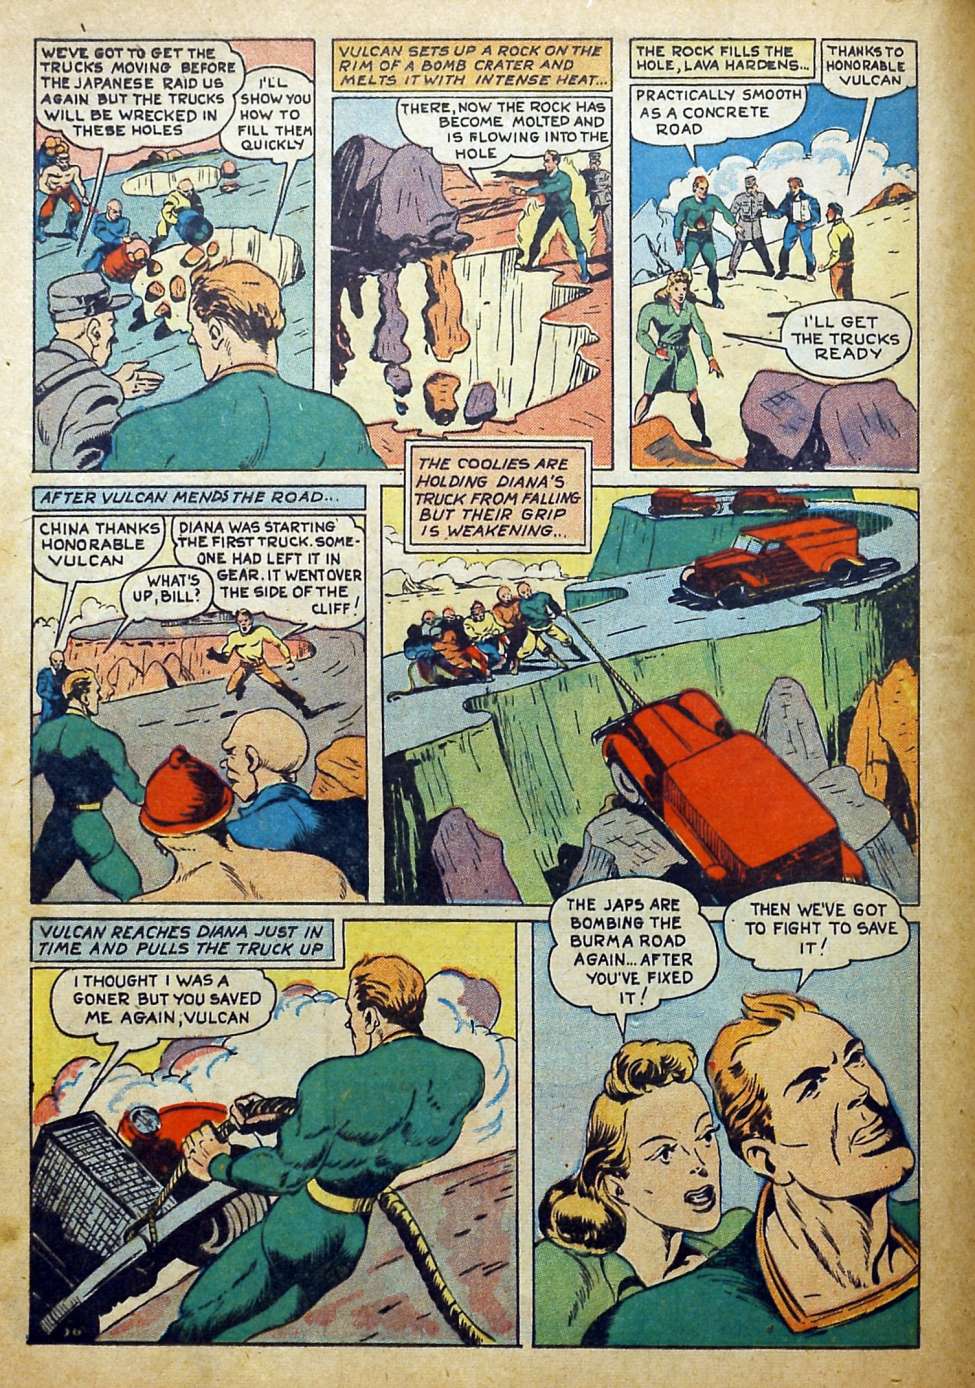 WE'VE GOT TO GET THE
TRUCKS MOVING BEFORE
THE JAPANESE RAID US
AGAIN BUT THE TRUCKS
WILL BE WRECKED IN
THESE HOLES
I'LL
SHOW YOU
HOW TO
FILL THEM
QUICKLY
VULCAN SETS UP A ROCK ON THE
RIM OF A BOMB CRATER AND
MELTS IT WITH INTENSE HEAT...
THERE, NOW THE ROCK HAS
BECOME MOLTED AND
IS FLOWING INTO THE
HOLE
THE ROCK FILLS THE
HOLE, LAVA HARDENS...
PRACTICALLY SMOOTH
AS A CONCRETE
ROAD
THANKS TO
HONORABLE
VULCAN
I'LL GET
THE TRUCKS
READY
AFTER VULCAN MENDS THE ROAD...
CHINA THANKS
HONORABLE
VULCAN
WHAT'S
UP, BILL?
DIANA WAS STARTING
THE FIRST TRUCK. SOME-
ONE HAD LEFT IT IN
GEAR. IT WENT OVER
THE SIDE OF THE
CLIFF!
THE COOLIES ARE
HOLDING DIANA'S
TRUCK FROM FALLING
BUT THEIR GRIP
IS WEAKENING...
VULCAN REACHES DIANA JUST IN
TIME AND PULLS THE TRUCK UP
I THOUGHT I WAS A
GONER BUT YOU SAVED
ME AGAIN, VULCAN
THE JAPS ARE
BOMBING THE
BURMA ROAD
AGAIN... AFTER
YOU'VE FIXED
IT!
THEN WE'VE GOT
TO FIGHT TO SAVE
IT!